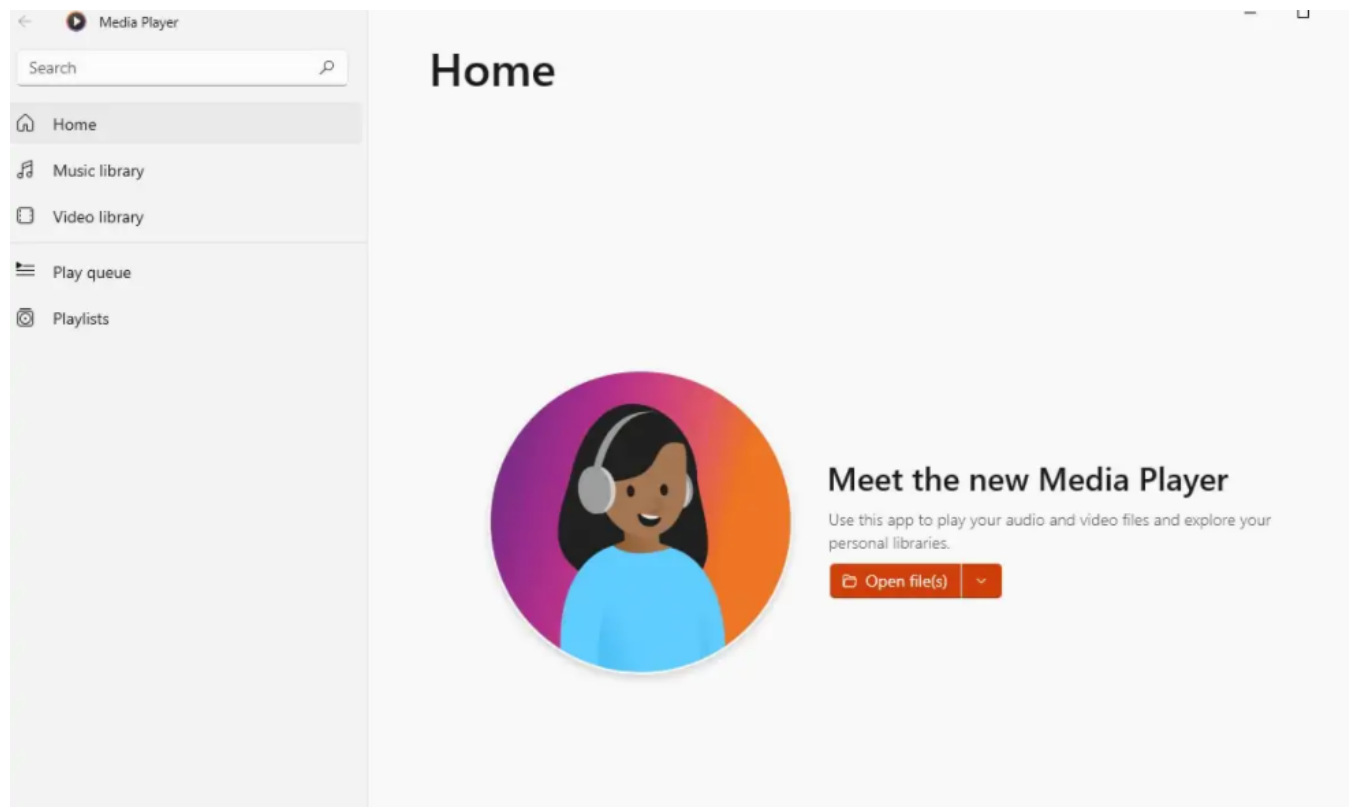 Media Player
Search
Home
Music library
Video library
Play queue
Playlists
Home
Meet the new Media Player
Use this app to play your audio and video files and explore your
personal libraries.
Open file(s)